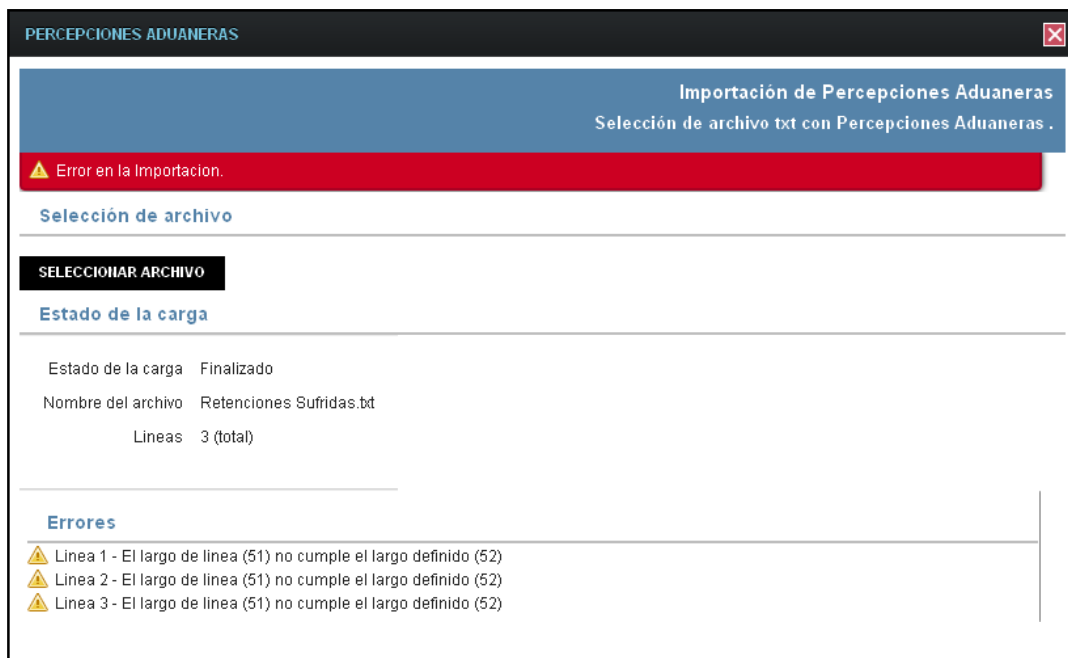 PERCEPCIONES ADUANERAS
Importación de Percepciones Aduaneras
Selección de archivo txt con Percepciones Aduaneras .
Error en la Importacion.
Selección de archivo
SELECCIONAR ARCHIVO
Estado de la carga
Estado de la carga Finalizado
Nombre del archivo Retenciones Sufridas.txt
Lineas 3 (total)
Errores
Linea 1 - El largo de linea (51) no cumple el largo definido (52)
Linea 2 - El largo de linea (51) no cumple el largo definido (52)
Linea 3 - El largo de linea (51) no cumple el largo definido (52)